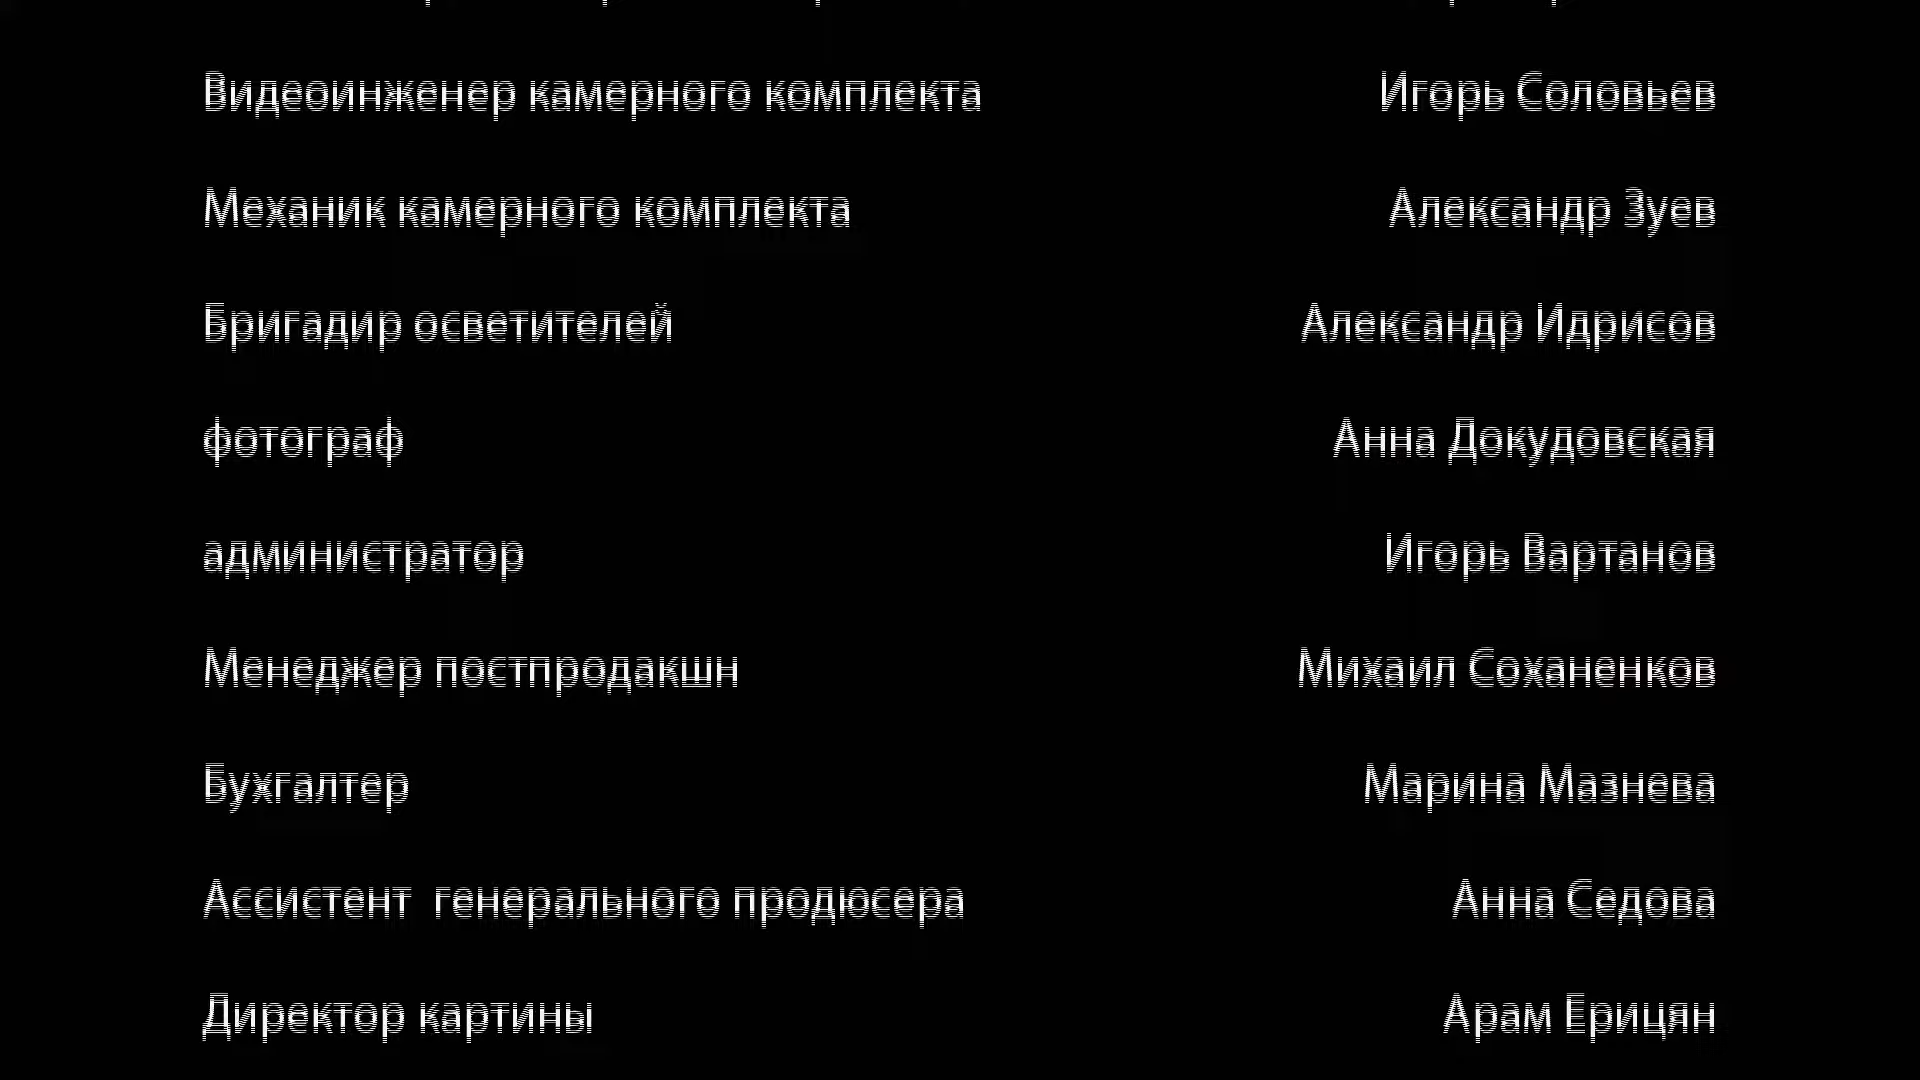 Видеоинженер камерного комплекта Игорь Соловьев
Механик камерного комплекта Александр Зуев
Бригадир осветителей Александр Идрисов
фотограф Анна Докудовская
администратор Игорь Вартанов
Менеджер постпродакшн Михаил Соханенков
Бухгалтер Марина Мазнева
Ассистент  генерального продюсера Анна Седова
Директор картины Арам Ерицян